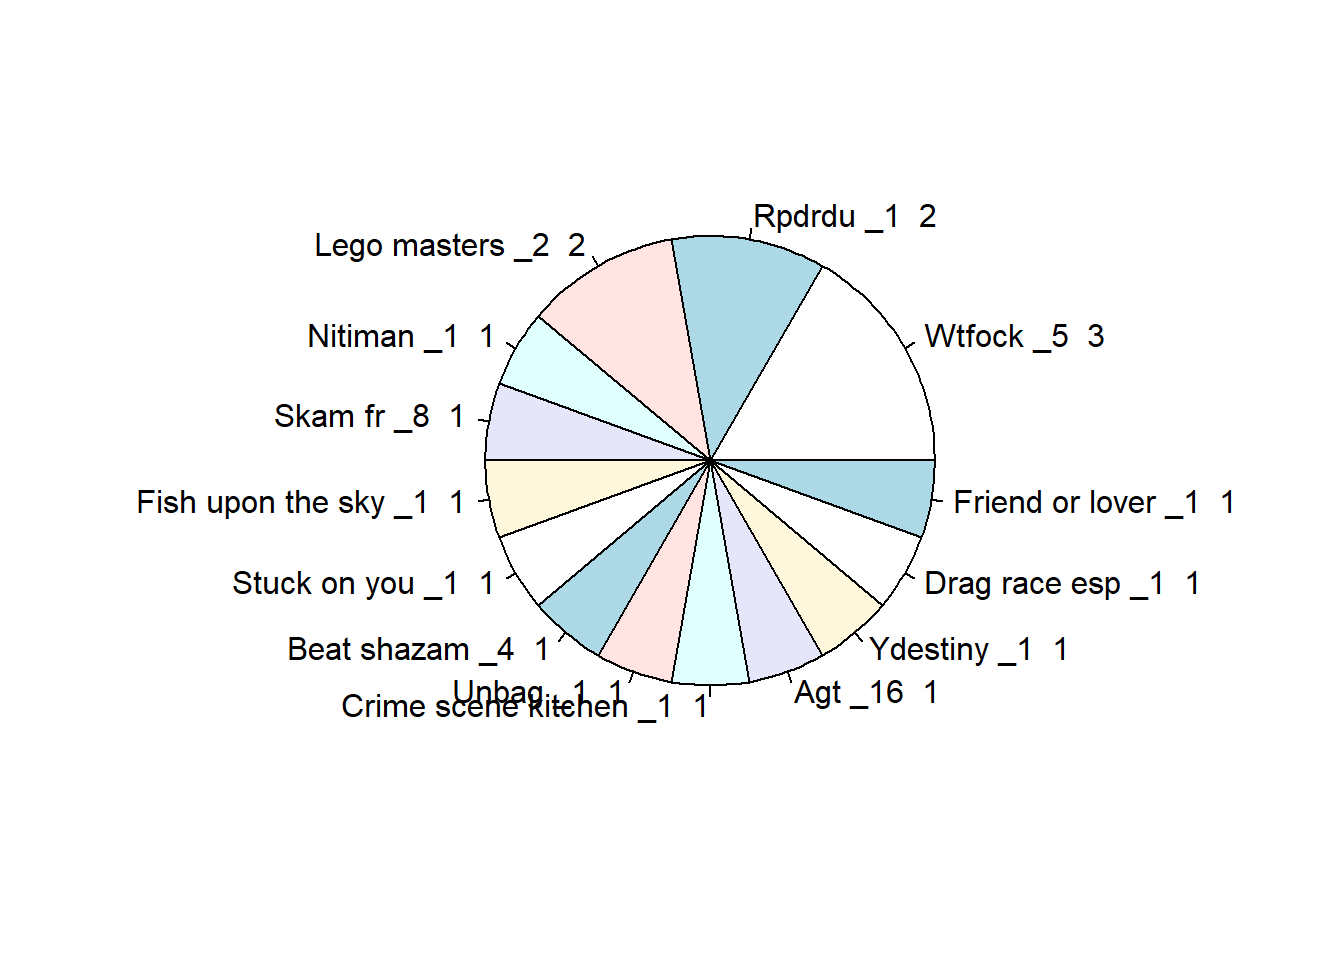 Rpdrdu _1  2
Lego masters _2  2
Wtfock _5  3
Nitiman _1  1
Skam fr _8  1
Fish upon the sky _1  1
Friend or lover _1  1
Stuck on you _1  1
Drag race esp _1  1
Beat shazam _4  1
Ydestiny _1  1
Unbag _1  1
Agt _16  1
Crime scene kitchen _1  1